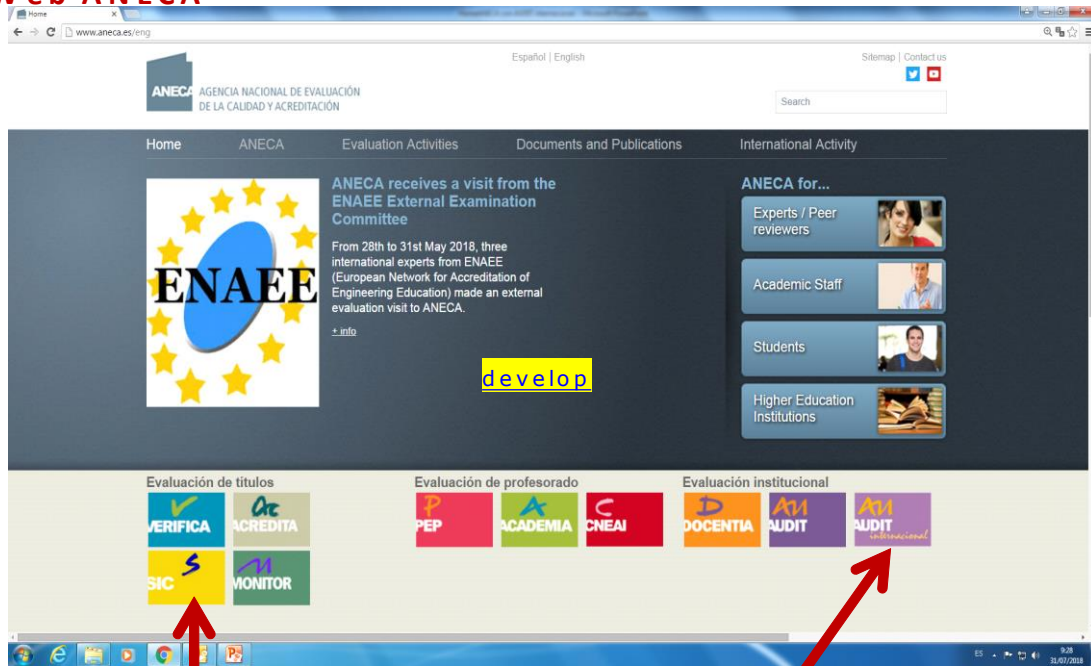 Web ANECA
Home
www.aneca.es/eng
Español | English
Sitemap | Contact us
ANECA AGENCIA NACIONAL DE EVALUACIÓN
DE LA CALIDAD Y ACREDITACIÓN
Search
Home ANECA Evaluation Activities Documents and Publications International Activity
ENAEE
ANECA receives a visit from the
ENAEE External Examination
Committee
From 28th to 31st May 2018, three
international experts from ENAEE
(European Network for Accreditation of
Engineering Education) made an external
evaluation visit to ANECA.
+ info
develop
ANECA for...
Experts / Peer
reviewers
Academic Staff
Students
Higher Education
Institutions
Evaluación de titulos
VERIFICA
ACREDITA
SIC
MONITOR
Evaluación de profesorado
PEP
ACADEMIA
CNEAI
Evaluación institucional
DOCENTIA
AUDIT
AUDIT
internacional
ES
9:28
31/07/2018